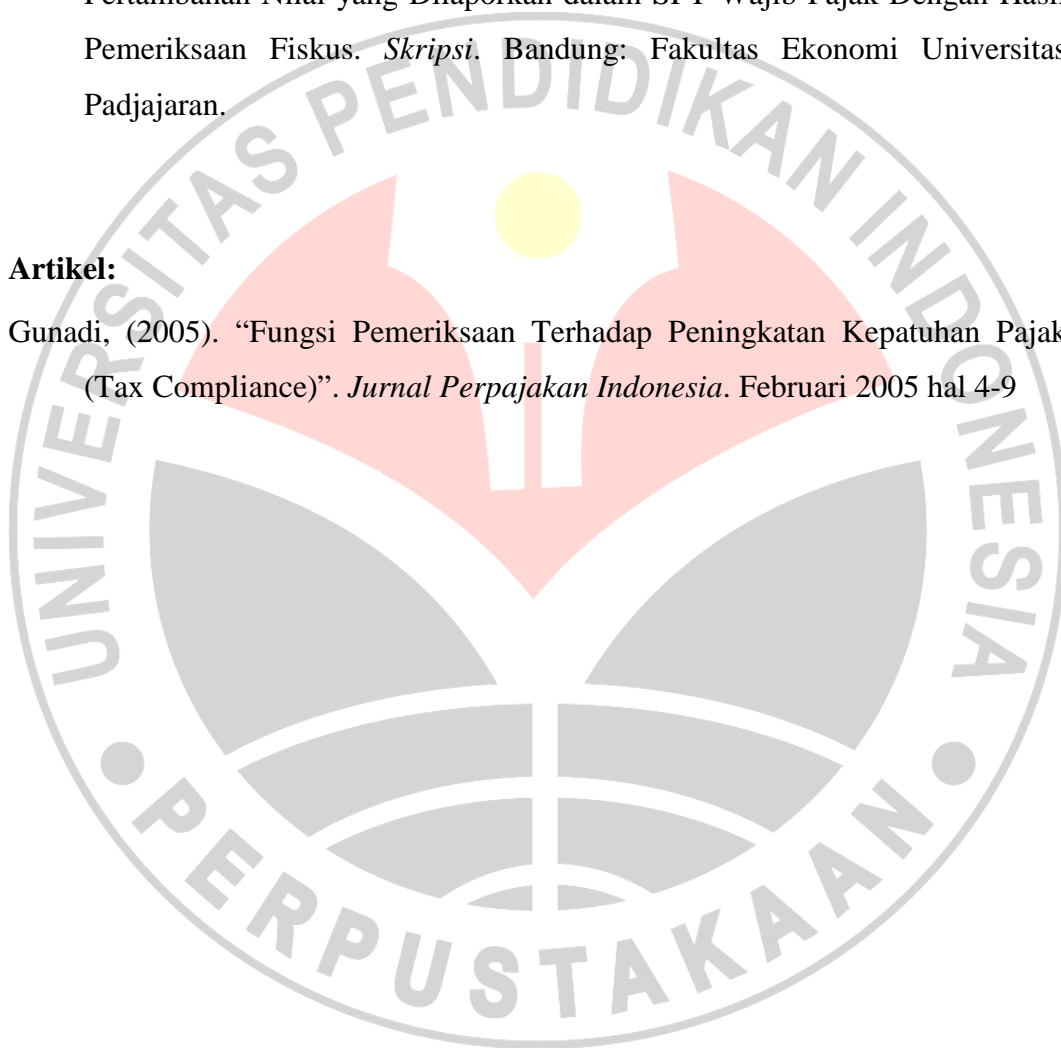 Pertambahan Nilai yang Dilaporkan dalam SPT Wajib Pajak Dengan Hasil
Pemeriksaan Fiskus. Skripsi. Bandung: Fakultas Ekonomi Universitas
Padjajaran.
Artikel:
Gunadi, (2005). “Fungsi Pemeriksaan Terhadap Peningkatan Kepatuhan Pajak
(Tax Compliance)”. Jurnal Perpajakan Indonesia. Februari 2005 hal 4-9
UNIVERSITAS PENDIDIKAN INDONESIA
PERPUSTAKAAN